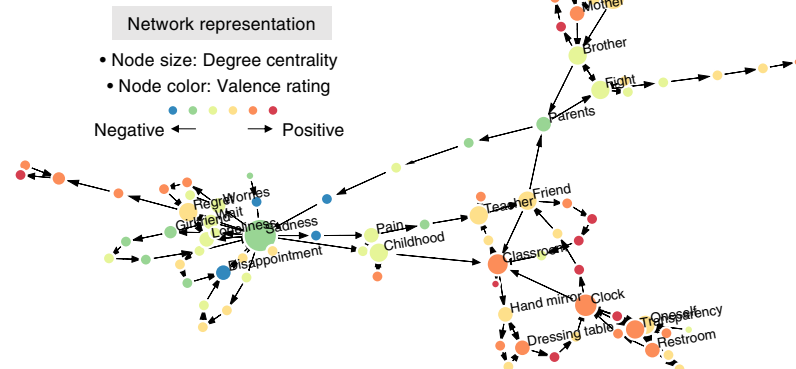 Network representation
• Node size: Degree centrality
• Node color: Valence rating
Negative
Positive
Mother
Brother
Fight
Parents
Worries
Regret
Wait
Girlfriend
Loneliness
Sadness
Disappointment
Pain
Childhood
Teacher
Friend
Classroom
Hand mirror
Clock
Dressing table
Oneself
Transparency
Restroom